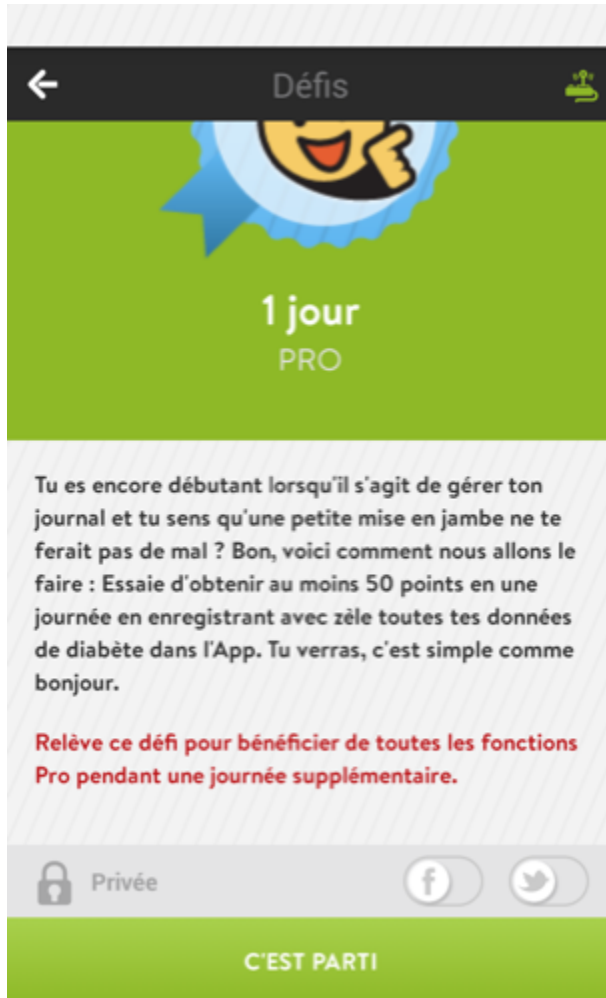 Défis
1 jour
PRO
Tu es encore débutant lorsqu'il s'agit de gérer ton
journal et tu sens qu'une petite mise en jambe ne te
ferait pas de mal ? Bon, voici comment nous allons le
faire : Essaie d'obtenir au moins 50 points en une
journée en enregistrant avec zèle toutes tes données
de diabète dans l'App. Tu verras, c'est simple comme
bonjour.
Relève ce défi pour bénéficier de toutes les fonctions
Pro pendant une journée supplémentaire.
Privée
C'EST PARTI